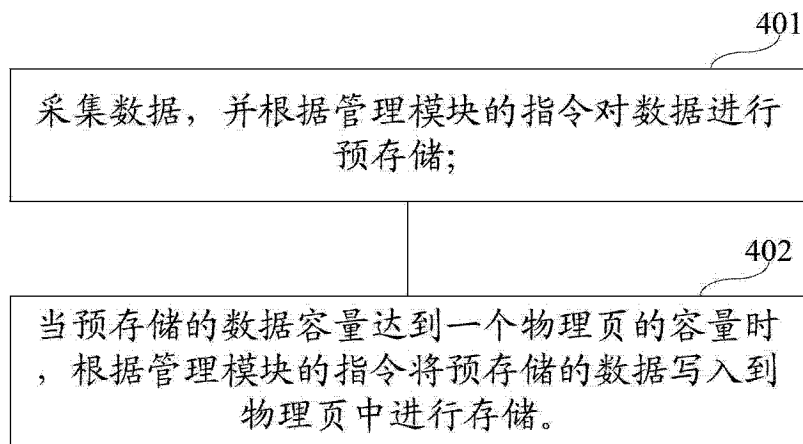 401
采集数据，并根据管理模块的指令对数据进行
预存储;
402
当预存储的数据容量达到一个物理页的容量时
，根据管理模块的指令将预存储的数据写入到
物理页中进行存储。